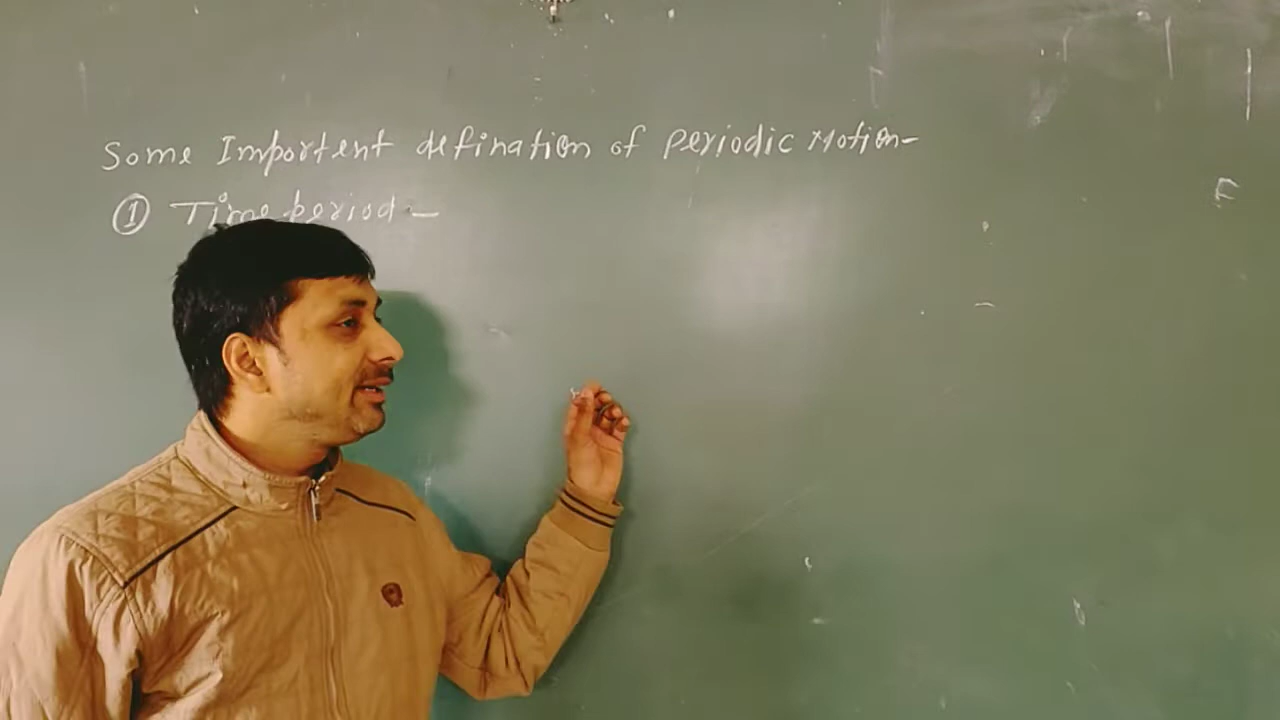 Some Importent defination of Periodic Motion-
① Time period -